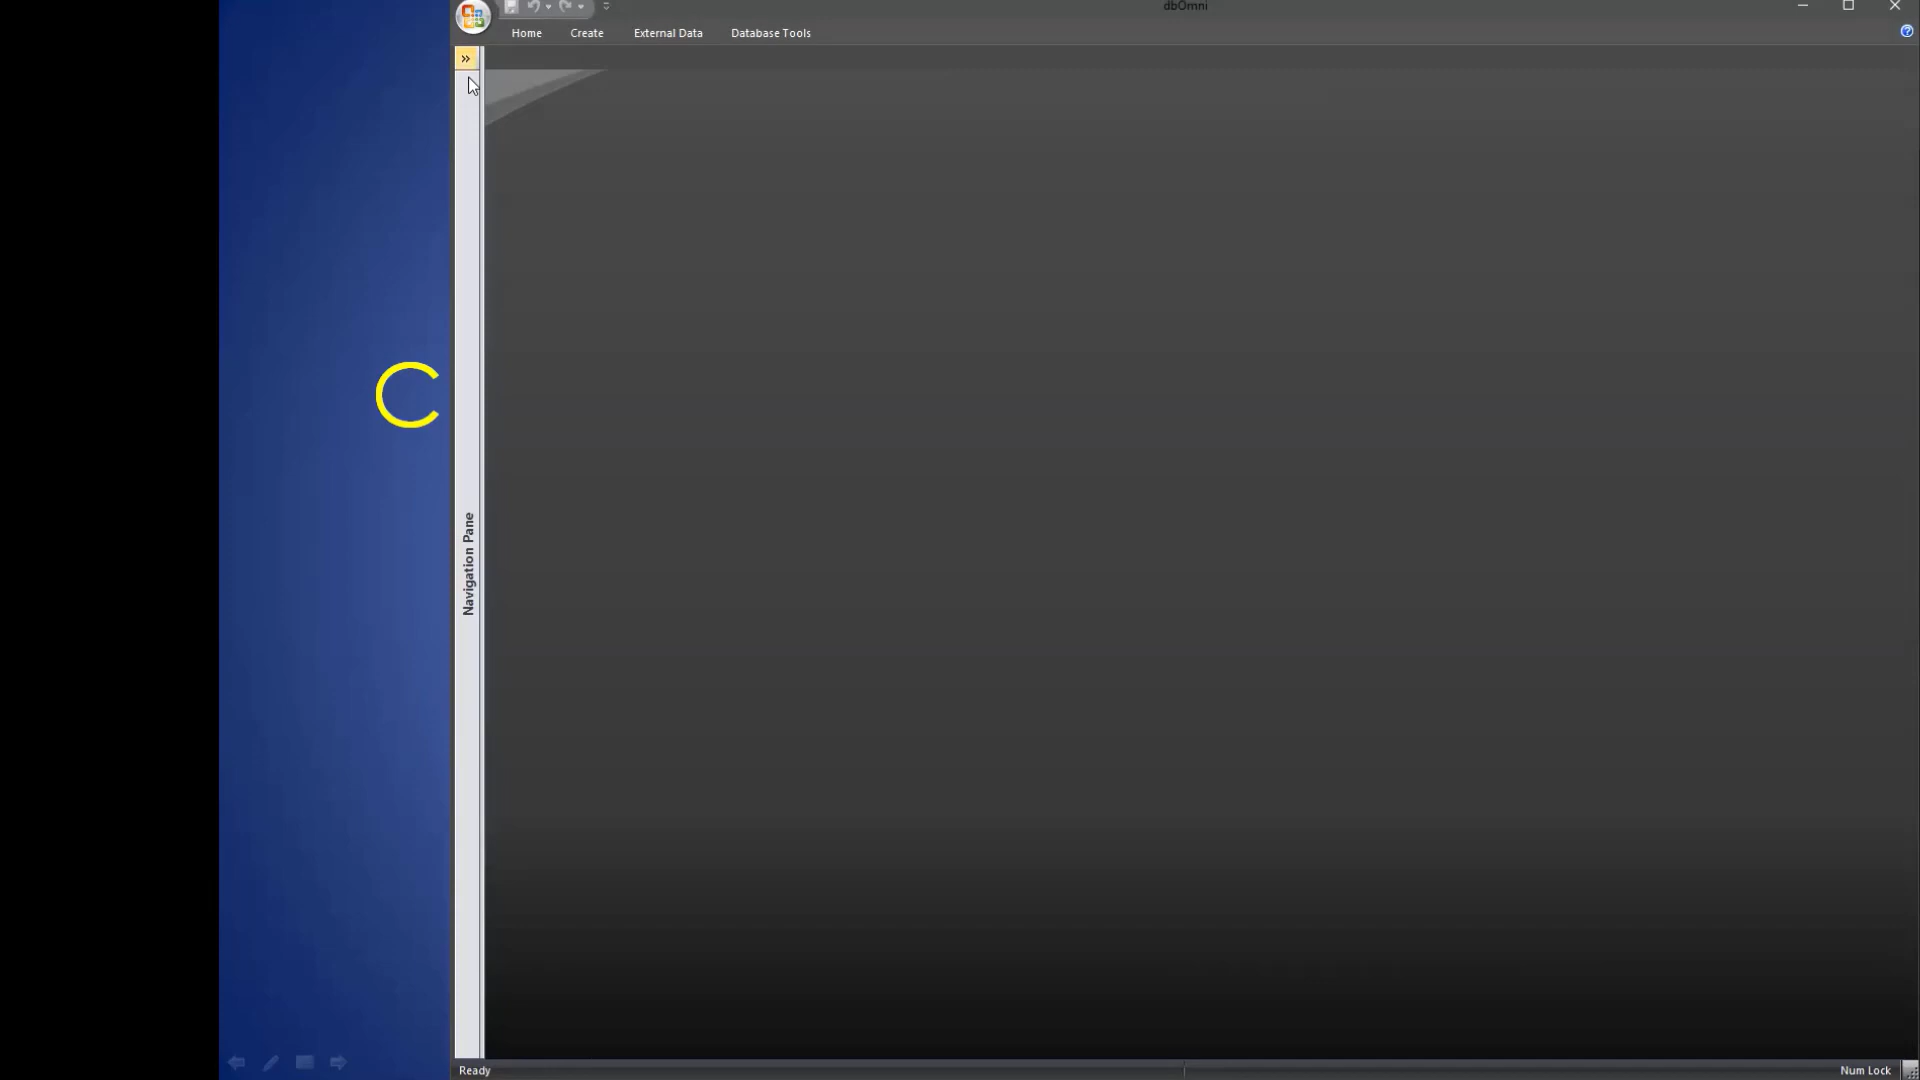 dbOmni
Home Create External Data Database Tools
»
C
Navigation Pane
Ready
Num Lock